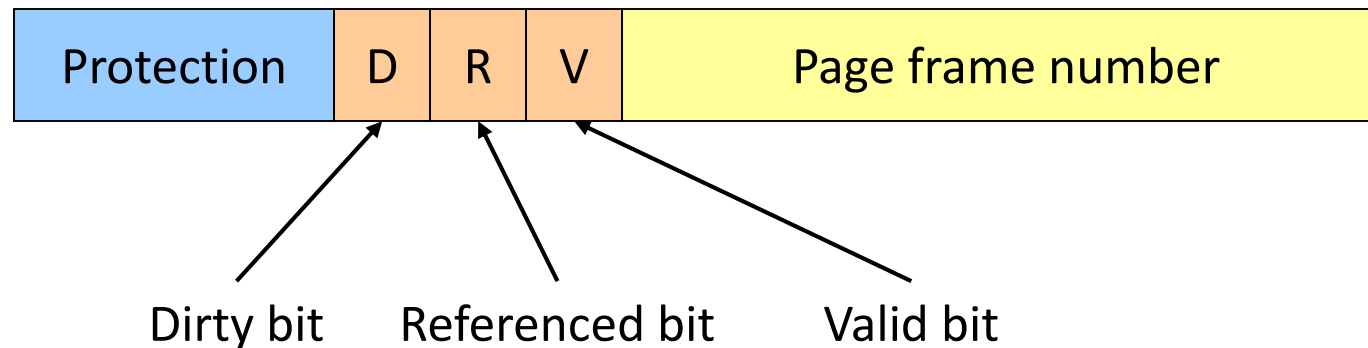 Protection D R V Page frame number
Dirty bit Referenced bit Valid bit